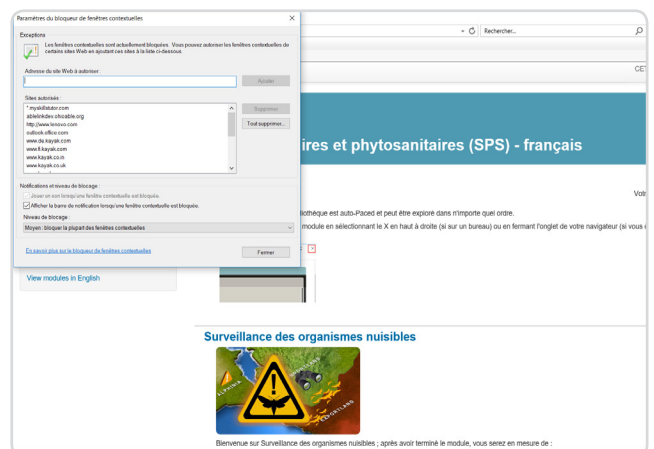 Paramètres du bloqueur de fenêtres contextuelles
Exceptions
Les fenêtres contextuelles sont actuellement bloquées. Vous pouvez autoriser les fenêtres contextuelles de
certains sites Web en ajoutant ces sites à la liste ci-dessous.
Adresse du site Web à autoriser :
Ajouter
Sites autorisés :
*.myskillstutor.com
ablelinkdev.ohioable.org
http://www.lenovo.com
outlook.office.com
www.de.kayak.com
www.fi.kayak.com
www.kayak.co.in
www.kayak.co.uk
Supprimer
Tout supprimer...
Notifications et niveau de blocage :
Jouer un son lorsqu'une fenêtre contextuelle est bloquée.
Afficher la barre de notification lorsqu'une fenêtre contextuelle est bloquée.
Niveau de blocage :
Moyen : bloquer la plupart des fenêtres contextuelles
En savoir plus sur le bloqueur de fenêtres contextuelles
Fermer
Rechercher...
ires et phytosanitaires (SPS) - français
liothèque est auto-Paced et peut être exploré dans n'importe quel ordre.
module en sélectionnant le X en haut à droite (si sur un bureau) ou en fermant l'onglet de votre navigateur (si vous
View modules in English
Surveillance des organismes nuisibles
EXPORTLAND
Bienvenue sur Surveillance des organismes nuisibles ; après avoir terminé le module, vous serez en mesure de :